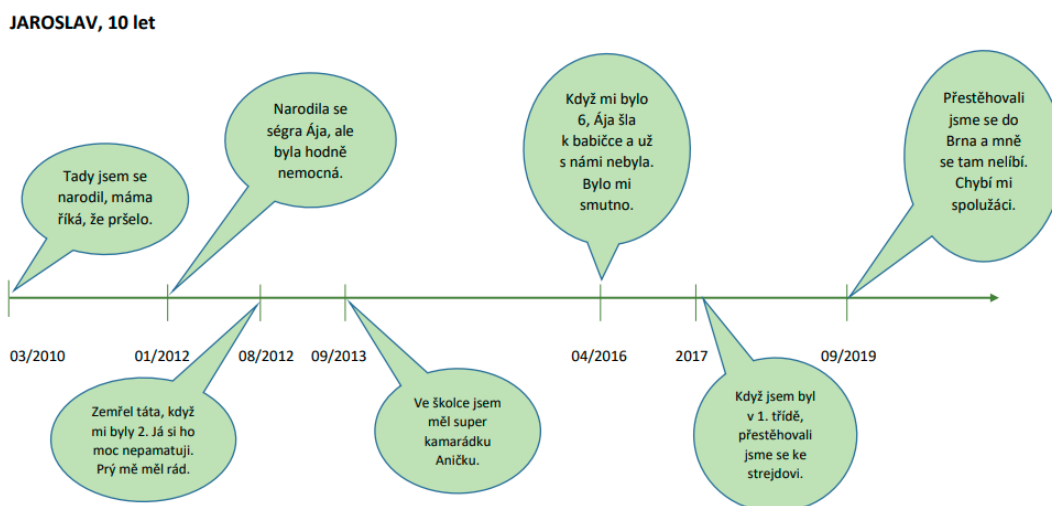 JAROSLAV, 10 let
Tady jsem se
narodil, máma
říká, že pršelo.
Narodila se
ségra Ája, ale
byla hodně
nemocná.
Když mi bylo
6, Ája šla
k babičce a už
s námi nebyla.
Bylo mi
smutno.
Přestěhovali
jsme se do
Brna a mně
se tam nelíbí.
Chybí mi
spolužáci.
03/2010
01/2012
08/2012
09/2013
04/2016
2017
09/2019
Zemřel táta, když
mi byly 2. Já si ho
moc nepamatuji.
Prý mě měl rád.
Ve školce jsem
měl super
kamarádku
Aničku.
Když jsem byl
v 1. třídě,
přestěhovali
jsme se ke
strejdovi.